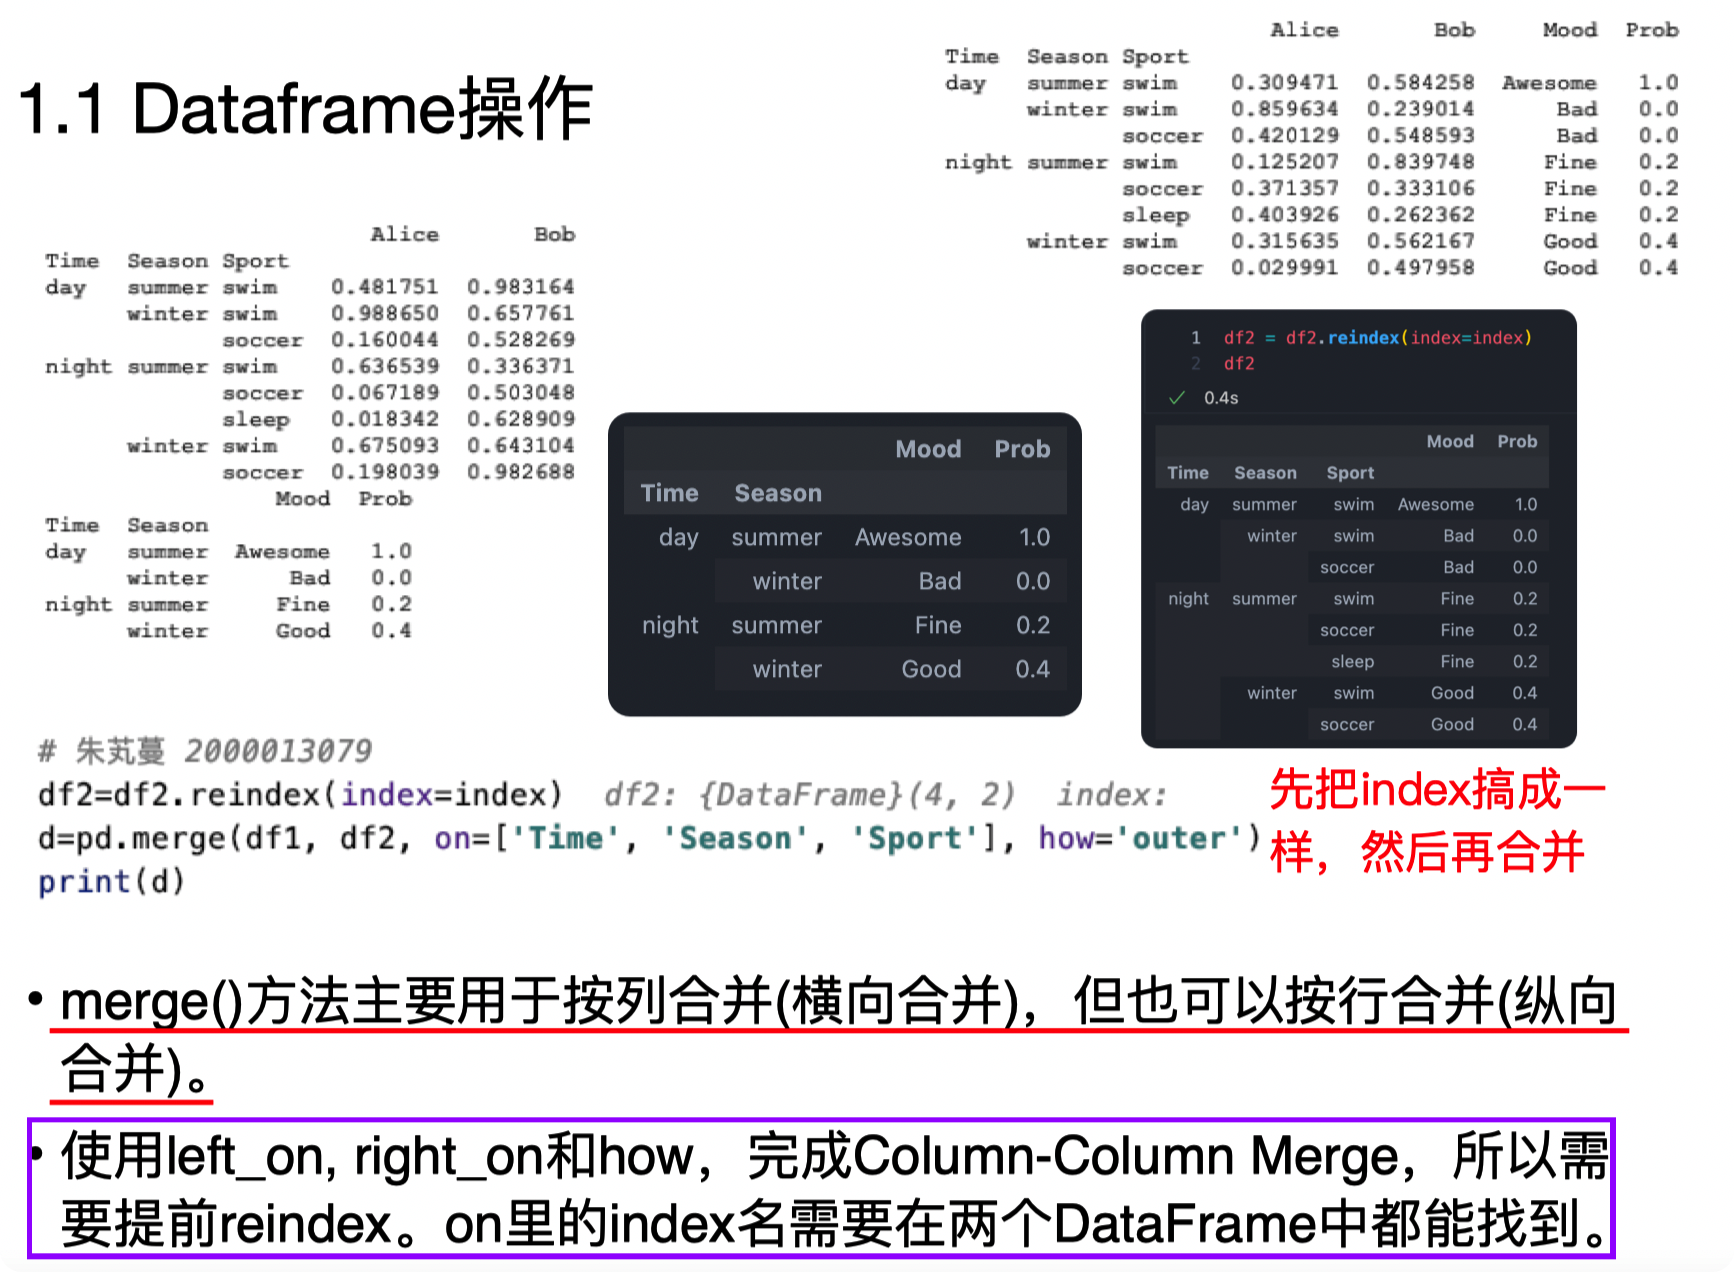 1.1 Dataframe操作
Alice Bob Mood Prob
Time Season Sport
day summer swim 0.309471 0.584258 Awesome 1.0
winter swim 0.859634 0.239014 Bad 0.0
soccer 0.420129 0.548593 Bad 0.0
night summer swim 0.125207 0.839748 Fine 0.2
soccer 0.371357 0.333106 Fine 0.2
sleep 0.403926 0.262362 Fine 0.2
winter swim 0.315635 0.562167 Good 0.4
soccer 0.029991 0.497958 Good 0.4
Alice Bob
Time Season Sport
day summer swim 0.481751 0.983164
winter swim 0.988650 0.657761
soccer 0.160044 0.528269
night summer swim 0.636539 0.336371
soccer 0.067189 0.503048
sleep 0.018342 0.628909
winter swim 0.675093 0.643104
soccer 0.198039 0.982688
Mood Prob
Time Season
day summer Awesome 1.0
winter Bad 0.0
night summer Fine 0.2
winter Good 0.4
Mood Prob
Time Season
day summer Awesome 1.0
winter Bad 0.0
night summer Fine 0.2
winter Good 0.4
1 df2 = df2.reindex(index=index)
2 df2
✓ 0.4s
Mood Prob
Time Season Sport
day summer swim Awesome 1.0
winter swim Bad 0.0
soccer Bad 0.0
night summer swim Fine 0.2
soccer Fine 0.2
sleep Fine 0.2
winter swim Good 0.4
soccer Good 0.4
# 朱芄蔓 2000013079
df2=df2.reindex(index=index) df2: {DataFrame}(4, 2) index:
d=pd.merge(df1, df2, on=['Time', 'Season', 'Sport'], how='outer')
print(d)
先把index搞成一
样，然后再合并
• merge()方法主要用于按列合并(横向合并)，但也可以按行合并(纵向
合并)。
• 使用left_on, right_on和how，完成Column-Column Merge，所以需
要提前reindex。on里的index名需要在两个DataFrame中都能找到。